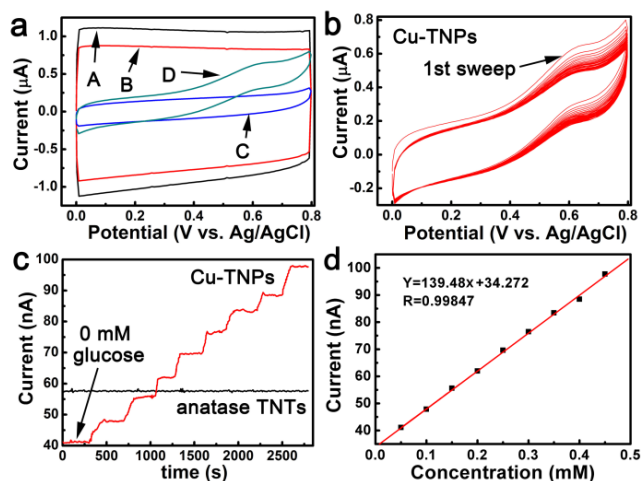 a
1.0
0.5
0.0
-0.5
-1.0
Current (μA)
A
B
D
C
0.0 0.2 0.4 0.6 0.8
Potential (V vs. Ag/AgCl)
b
0.8
0.6
0.4
0.2
0.0
-0.2
Current (μA)
Cu-TNPs
1st sweep
0.0 0.2 0.4 0.6 0.8
Potential (V vs. Ag/AgCl)
c
100
90
80
70
60
50
40
Current (nA)
Cu-TNPs
0 mM
glucose
anatase TNTs
0 500 1000 1500 2000 2500
time (s)
d
100
90
80
70
60
50
40
Current (nA)
Y=139.48x+34.272
R=0.99847
0.0 0.1 0.2 0.3 0.4 0.5
Concentration (mM)